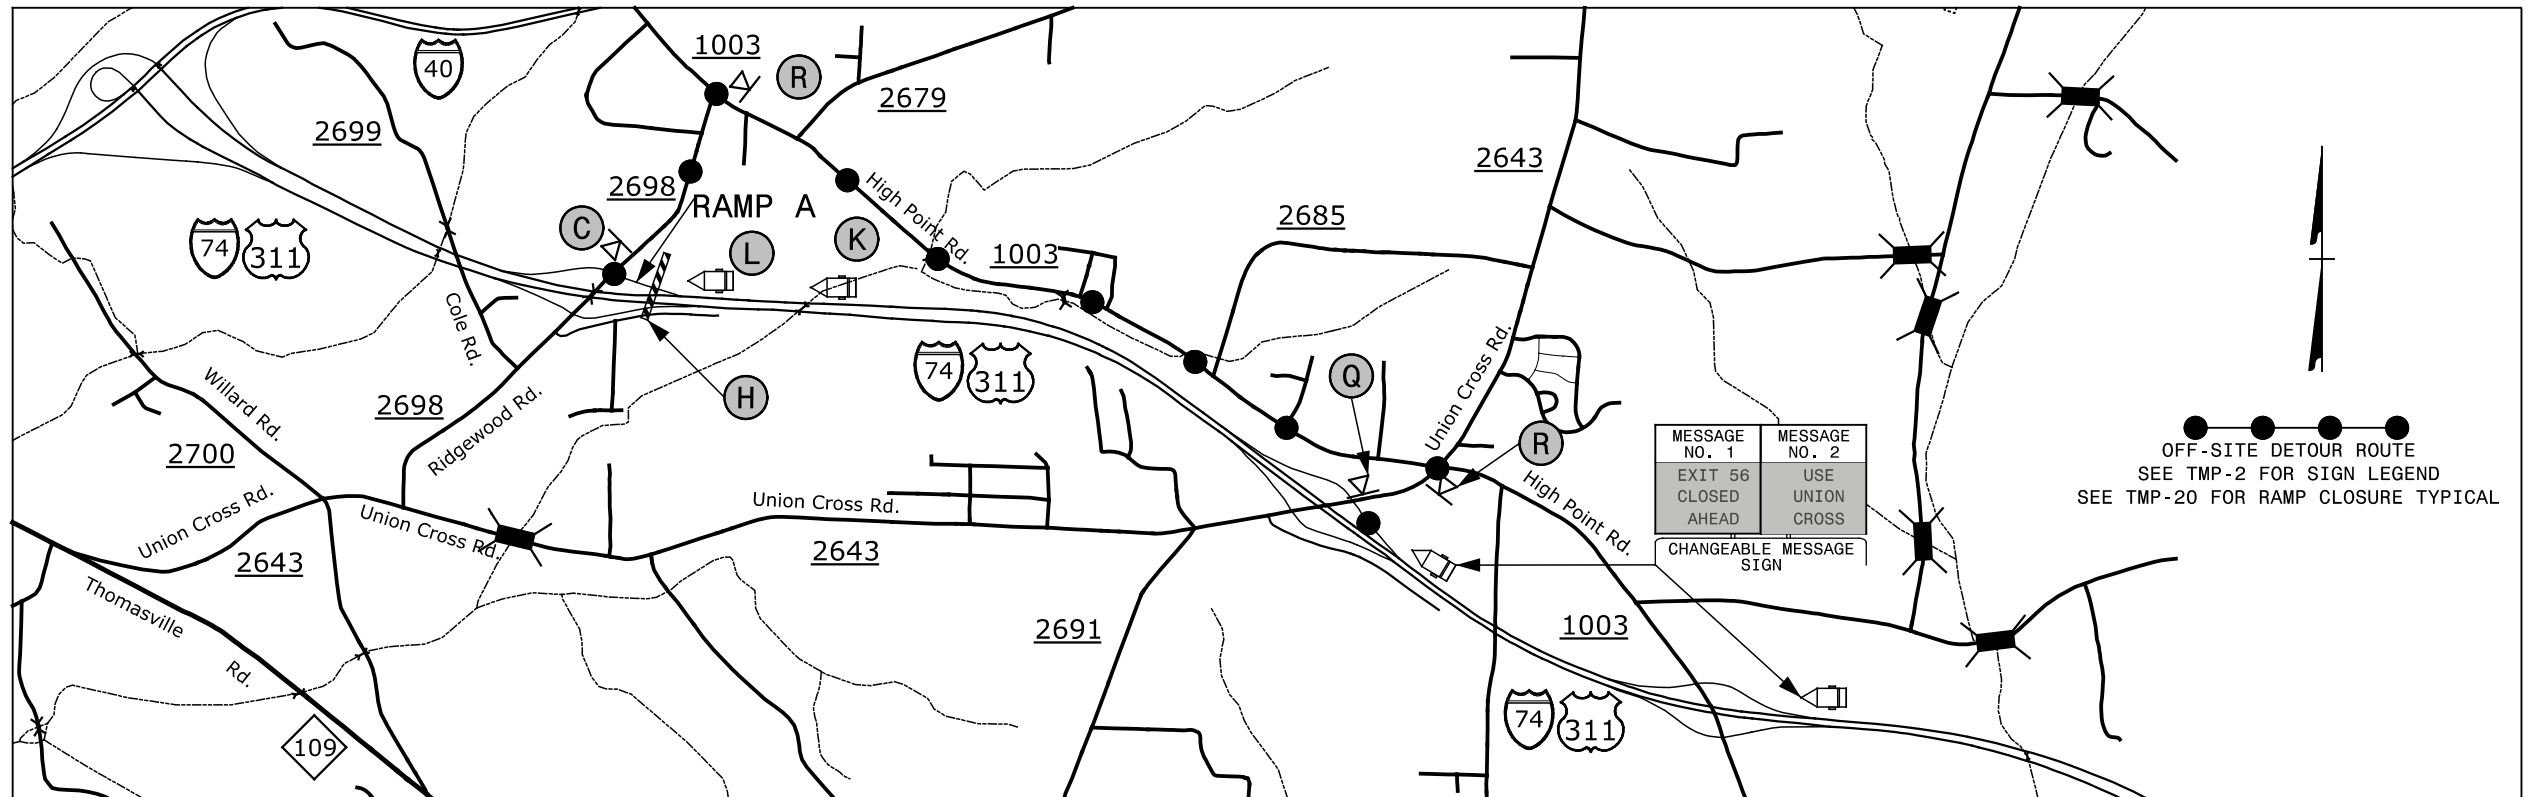 1003
R
40
2679
2699
2643
2698
RAMP A
High Point Rd.
C
K
L
2685
1003
74
311
Cole Rd.
Union Cross Rd.
74
311
Q
H
Willard Rd.
2698
Ridgewood Rd.
2700
R
MESSAGE NO. 1
MESSAGE NO. 2
EXIT 56 CLOSED AHEAD
USE UNION CROSS
CHANGEABLE MESSAGE
SIGN
OFF-SITE DETOUR ROUTE
SEE TMP-2 FOR SIGN LEGEND
SEE TMP-20 FOR RAMP CLOSURE TYPICAL
High Point Rd.
Union Cross Rd.
Union Cross Rd.
Union Cross Rd.
2643
2643
Thomasville
Rd.
2691
1003
74
311
109